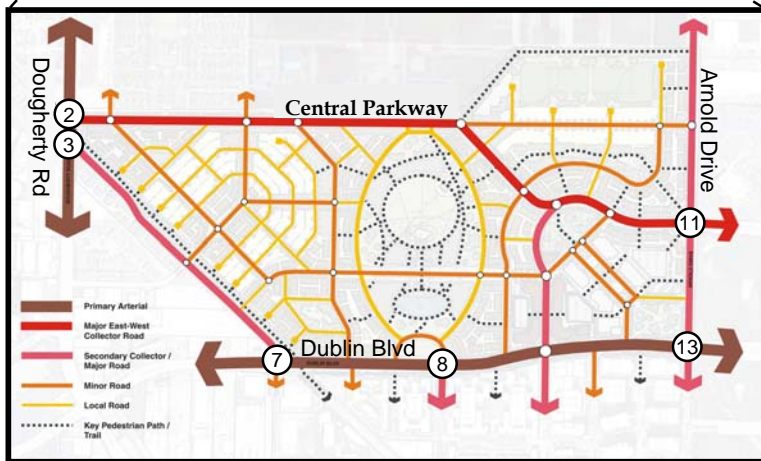 Dougherty Rd
2
3
Central Parkway
Arnold Drive
11
7
Dublin Blvd
8
13
Primary Arterial
Major East-West
Collector Road
Secondary Collector /
Major Road
Minor Road
Local Road
Key Pedestrian Path /
Trail